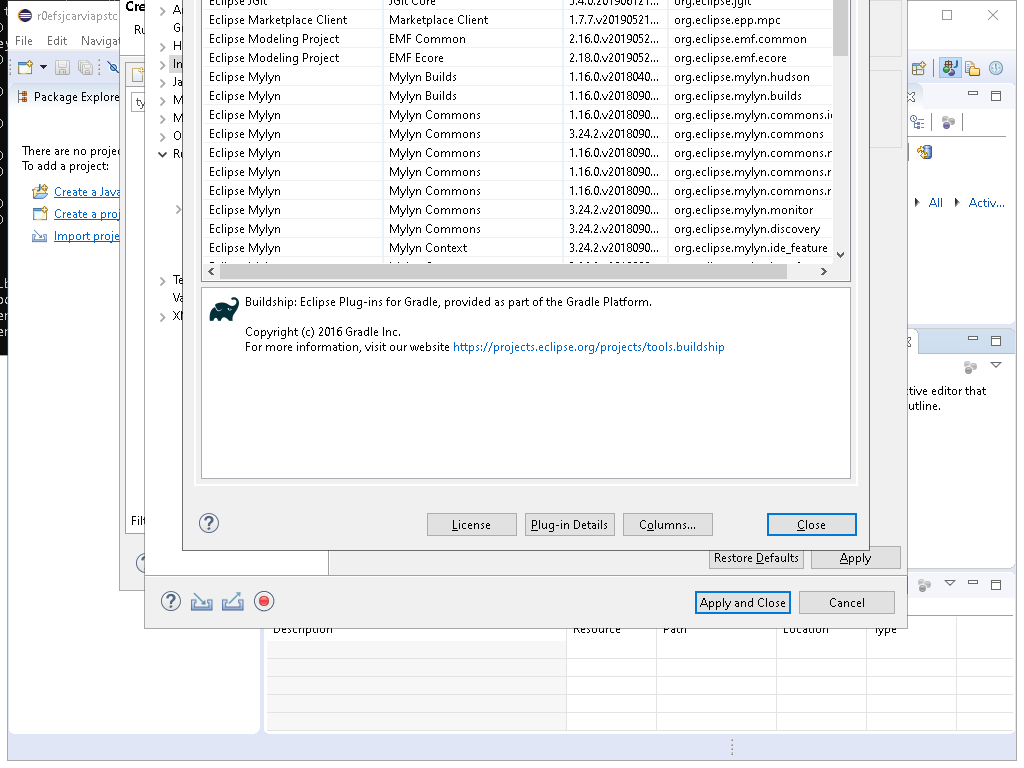 r0efsjcarviapstc
Cre
File Edit Naviga
Ru
Package Explore
ty
There are no projec
To add a project:
Create a Java
Create a proj
Import proje
Filt
A
G
H
In
Ja
M
M
O
Ru
Te
Va
XM
Eclipse JGit JGit Core 5.4.0.201906121... org.eclipse.jgit
Eclipse Marketplace Client Marketplace Client 1.7.7.v20190521... org.eclipse.epp.mpc
Eclipse Modeling Project EMF Common 2.16.0.v2019052... org.eclipse.emf.common
Eclipse Modeling Project EMF Ecore 2.18.0.v2019052... org.eclipse.emf.ecore
Eclipse Mylyn Mylyn Builds 1.16.0.v2018040... org.eclipse.mylyn.hudson
Eclipse Mylyn Mylyn Builds 1.16.0.v2018090... org.eclipse.mylyn.builds
Eclipse Mylyn Mylyn Commons 1.16.0.v2018090... org.eclipse.mylyn.commons.i
Eclipse Mylyn Mylyn Commons 3.24.2.v2018090... org.eclipse.mylyn.commons
Eclipse Mylyn Mylyn Commons 1.16.0.v2018090... org.eclipse.mylyn.commons.r
Eclipse Mylyn Mylyn Commons 1.16.0.v2018090... org.eclipse.mylyn.commons.r
Eclipse Mylyn Mylyn Commons 1.16.0.v2018090... org.eclipse.mylyn.commons.r
Eclipse Mylyn Mylyn Commons 3.24.2.v2018090... org.eclipse.mylyn.monitor
Eclipse Mylyn Mylyn Commons 3.24.2.v2018090... org.eclipse.mylyn.discovery
Eclipse Mylyn Mylyn Context 3.24.2.v2018090... org.eclipse.mylyn.ide_feature
Buildship: Eclipse Plug-ins for Gradle, provided as part of the Gradle Platform.
Copyright (c) 2016 Gradle Inc.
For more information, visit our website https://projects.eclipse.org/projects/tools.buildship
License Plug-in Details Columns... Close
Restore Defaults Apply
Apply and Close Cancel
All Activ...
ctive editor that
utline.
Description Resource Path Location Type